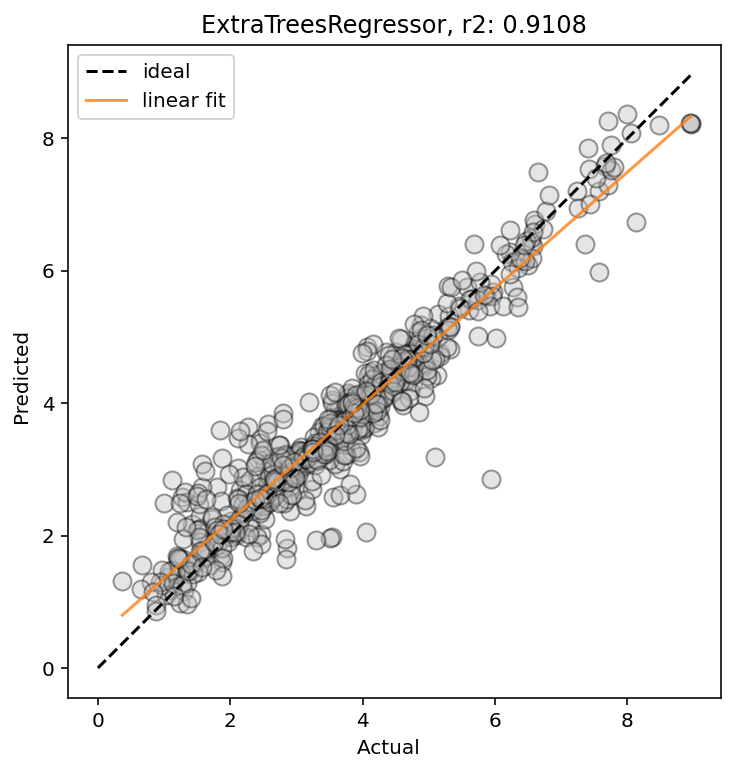 ExtraTreesRegressor, r2: 0.9108
ideal
linear fit
8
6
4
2
0
Predicted
0 2 4 6 8
Actual